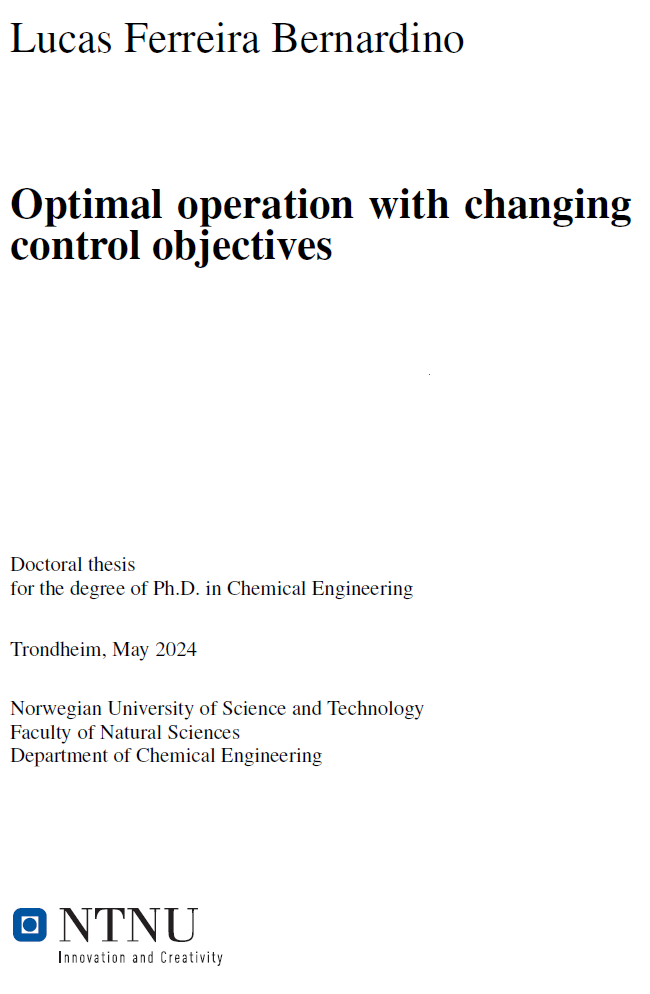 Lucas Ferreira Bernardino
Optimal operation with changing
control objectives
Doctoral thesis
for the degree of Ph.D. in Chemical Engineering
Trondheim, May 2024
Norwegian University of Science and Technology
Faculty of Natural Sciences
Department of Chemical Engineering
NTNU
Innovation and Creativity